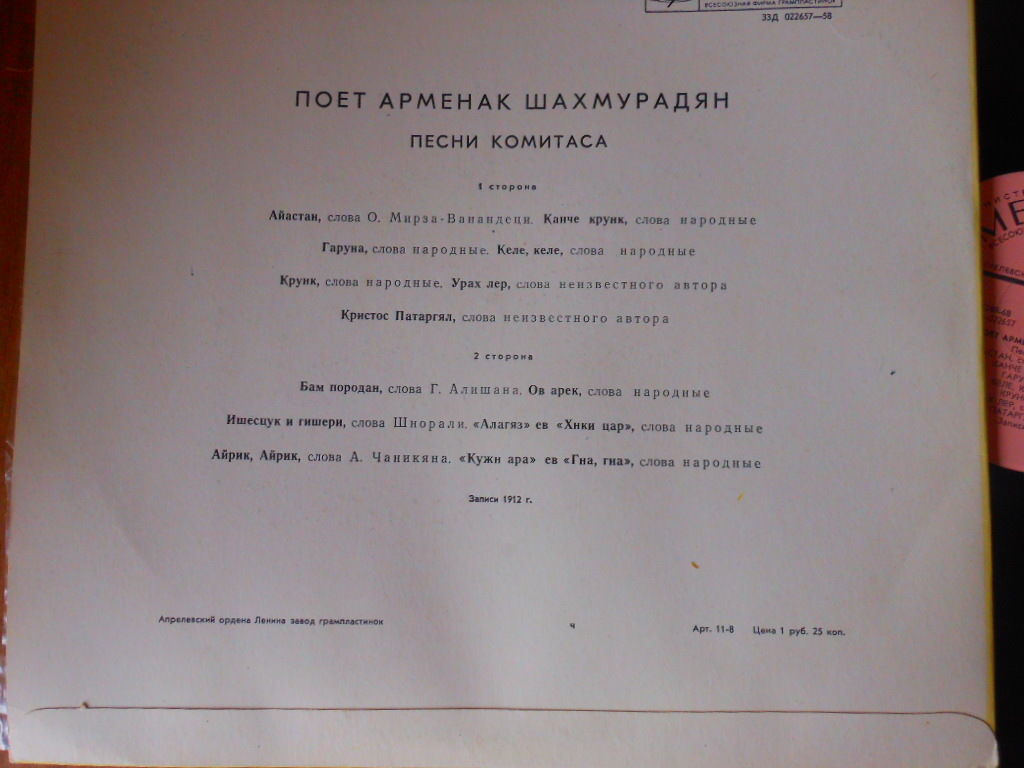 ВСЕСОЮЗНАЯ ФИРМА ГРАМПЛАСТИНОК
33Д 022657—58
ПОЕТ АРМЕНАК ШАХМУРАДЯН
ПЕСНИ КОМИТАСА
1 сторона
Айастан, слова О. Мирза-Ванандеци. Канче крунк, слова народные
Гаруна, слова народные. Келе, келе, слова народные
Крунк, слова народные. Урах лер, слова неизвестного автора
Кристос Патаргял, слова неизвестного автора
2 сторона
Бам породан, слова Г. Алишана. Ов арек, слова народные
Ишесцук и гишери, слова Шнорали. «Алагяз» ев «Хнки цар», слова народные
Айрик, Айрик, слова А. Чаникяна. «Кужн ара» ев «Гна, гна», слова народные
Записи 1912 г.
Апрелевский ордена Ленина завод грампластинок
ч
Арт. 11-8 Цена 1 руб. 25 коп.
022657